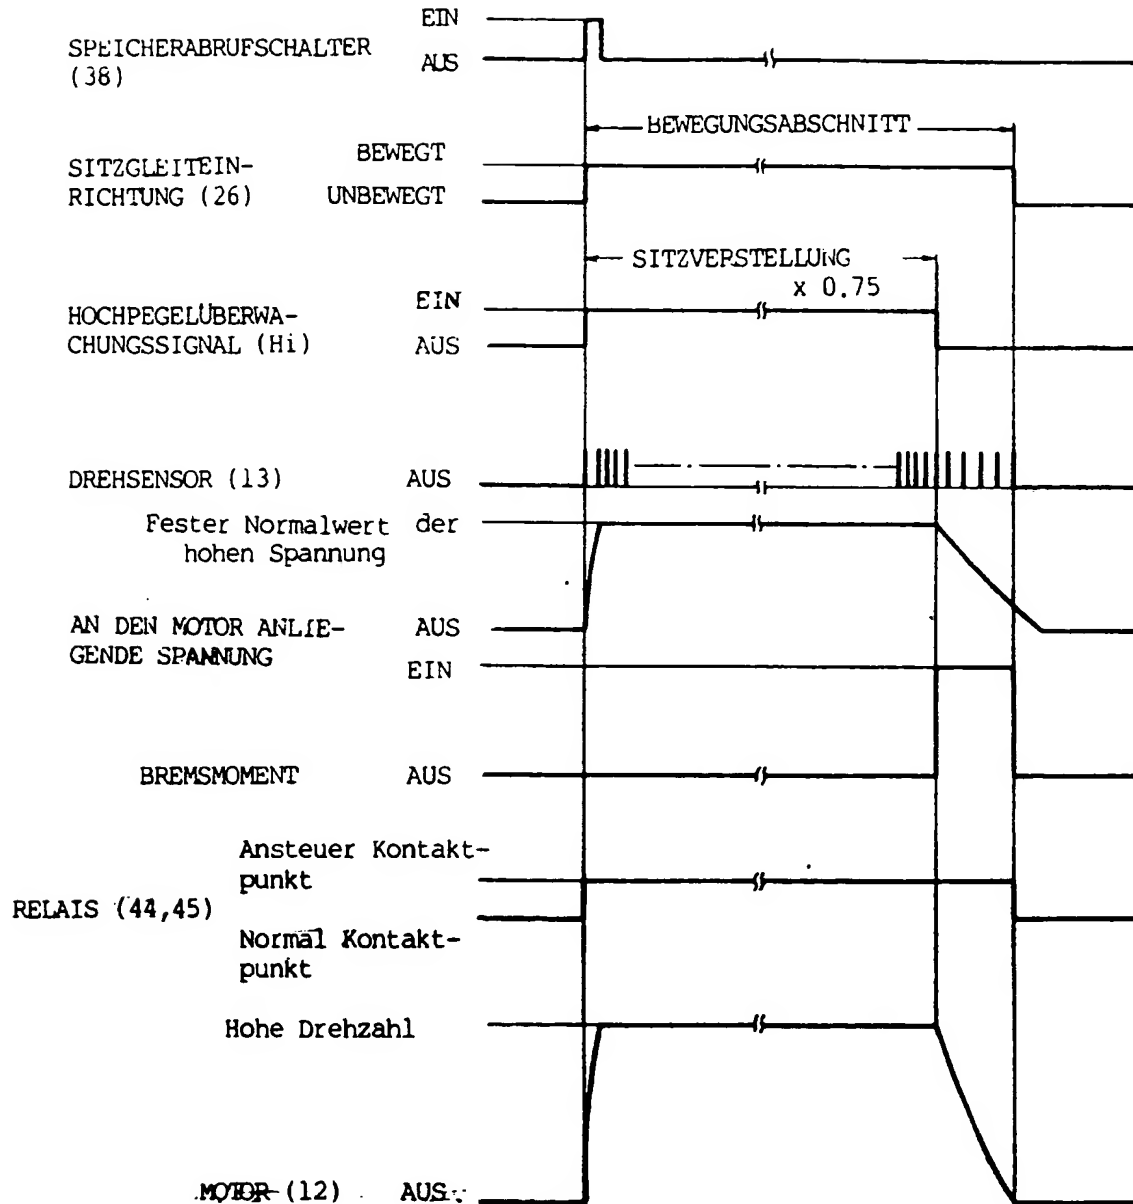 EIN
SPEICHERABRUFSCHALTER
(38)
AUS
BEWEGUNGSABSCHNITT
BEWEGT
SITZGLEITEIN-
RICHTUNG (26)
UNBEWEGT
SITZVERSTELLUNG
x 0.75
EIN
HOCHPEGELÜBERWA-
CHUNGSSIGNAL (Hi)
AUS
DREHSENSOR (13)
AUS
Fester Normalwert der
hohen Spannung
AN DEN MOTOR ANLIE-
GENDE SPANNUNG
AUS
EIN
BREMSMOMENT
AUS
Ansteuer Kontakt-
punkt
RELAIS (44,45)
Normal Kontakt-
punkt
Hohe Drehzahl
MOTOR (12)
AUS